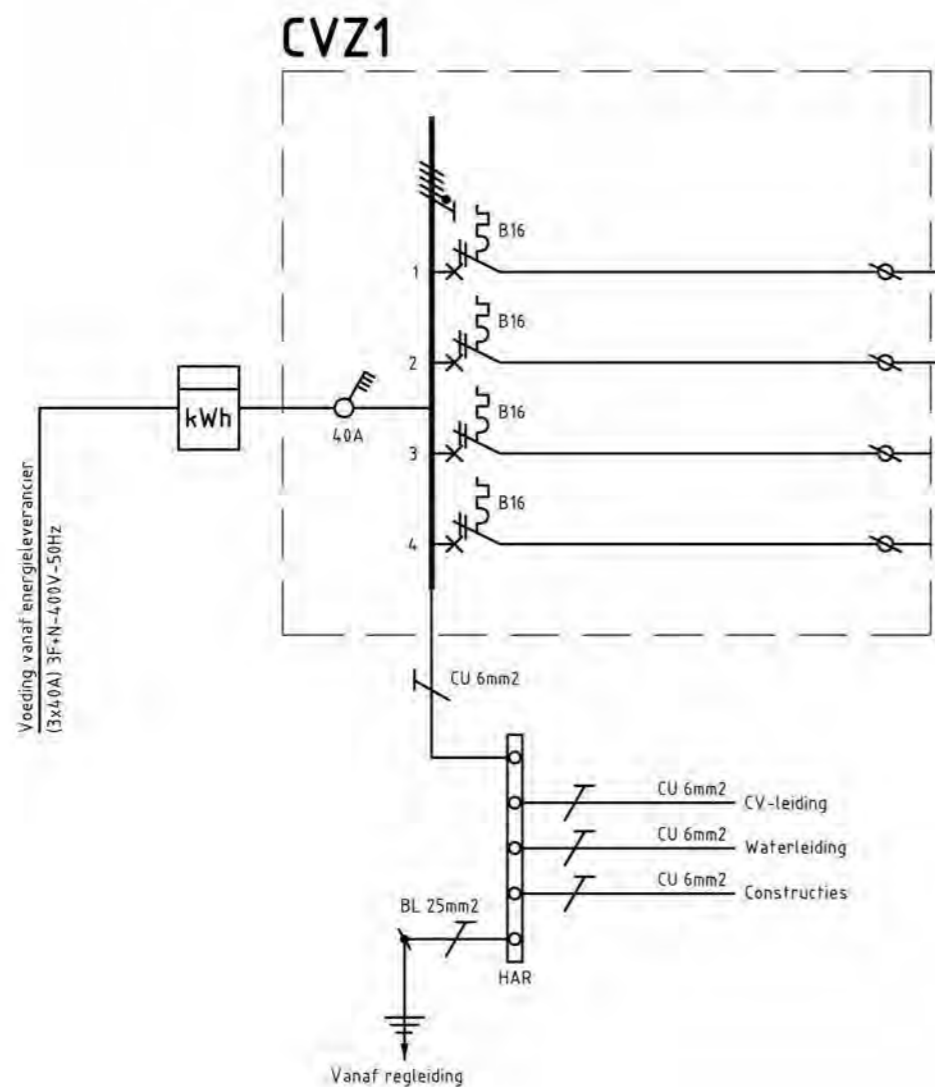 CVZ1
B16
1
B16
2
kWh
40A
B16
3
B16
4
Voeding vanaf energieleverancier
(3x40A) 3F+N-400V-50Hz
CU 6mm2
CU 6mm2
CV-leiding
CU 6mm2
Waterleiding
CU 6mm2
Constructies
BL 25mm2
HAR
Vanaf regleiding